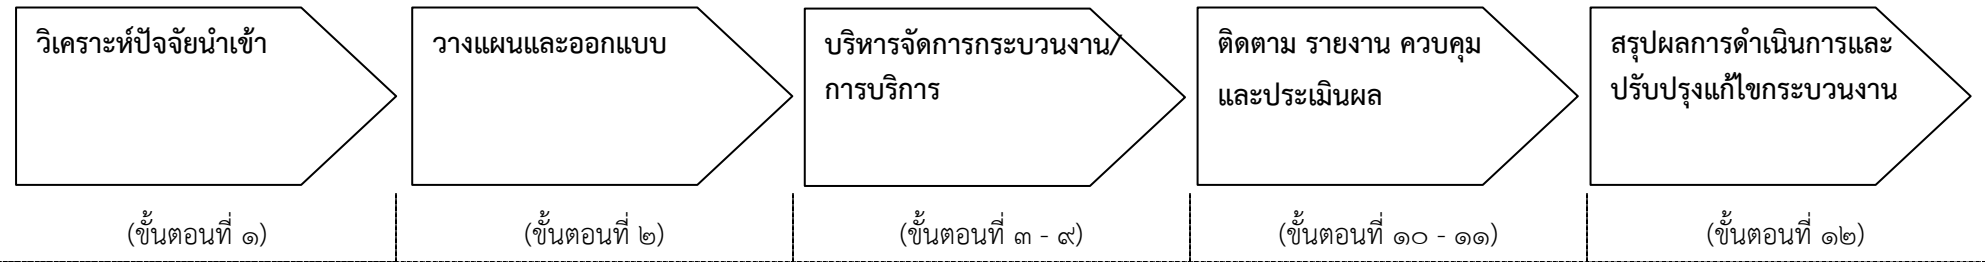 วิเคราะห์ปัจจัยนำเข้า
วางแผนและออกแบบ
บริหารจัดการกระบวนงาน/
การบริการ
ติดตาม รายงาน ควบคุม
และประเมินผล
สรุปผลการดำเนินการและ
ปรับปรุงแก้ไขกระบวนงาน
(ขั้นตอนที่ ๑)
(ขั้นตอนที่ ๒)
(ขั้นตอนที่ ๓ - ๙)
(ขั้นตอนที่ ๑๐ - ๑๑)
(ขั้นตอนที่ ๑๒)